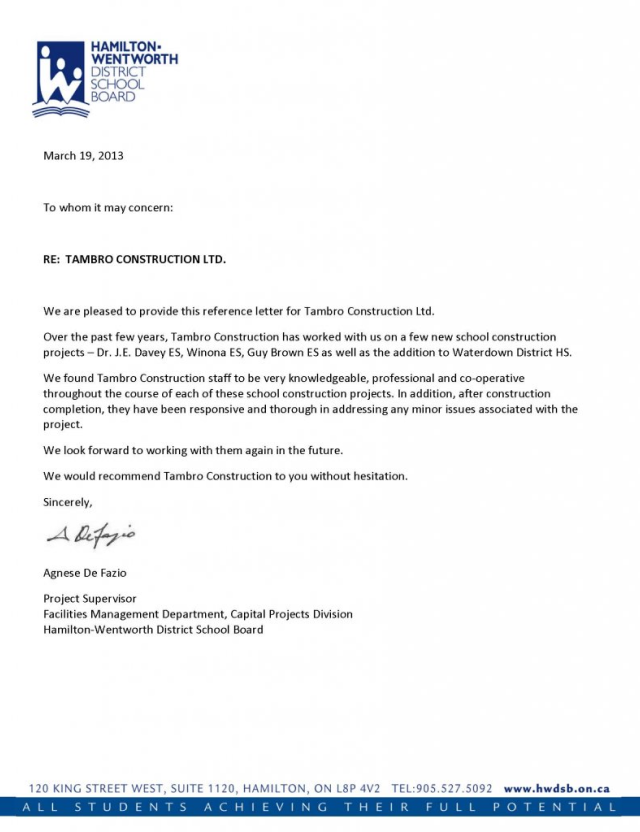 HAMILTON-
WENTWORTH
DISTRICT
SCHOOL
BOARD
March 19, 2013
To whom it may concern:
RE: TAMBRO CONSTRUCTION LTD.
We are pleased to provide this reference letter for Tambro Construction Ltd.
Over the past few years, Tambro Construction has worked with us on a few new school construction
projects – Dr. J.E. Davey ES, Winona ES, Guy Brown ES as well as the addition to Waterdown District HS.
We found Tambro Construction staff to be very knowledgeable, professional and co-operative
throughout the course of each of these school construction projects. In addition, after construction
completion, they have been responsive and thorough in addressing any minor issues associated with the
project.
We look forward to working with them again in the future.
We would recommend Tambro Construction to you without hesitation.
Sincerely,
A DeFazio
Agnese De Fazio
Project Supervisor
Facilities Management Department, Capital Projects Division
Hamilton-Wentworth District School Board
120 KING STREET WEST, SUITE 1120, HAMILTON, ON L8P 4V2 TEL:905.527.5092 www.hwdsb.on.ca
ALL STUDENTS ACHIEVING THEIR FULL POTENTIAL